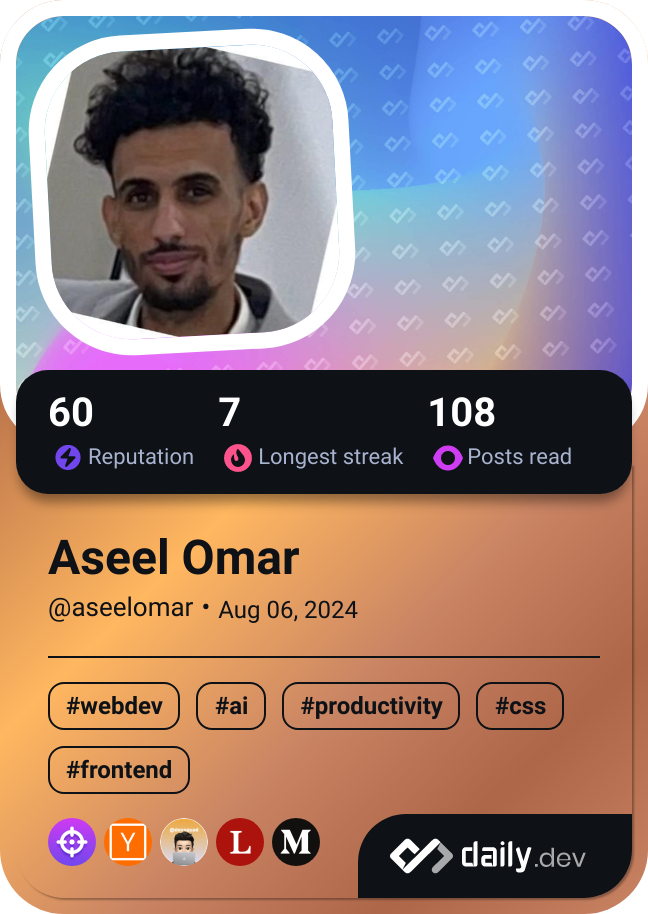 60 7 108
Reputation Longest streak Posts read
Aseel Omar
@aseelomar • Aug 06, 2024
#webdev #ai #productivity #css
#frontend
Y L M
daily.dev